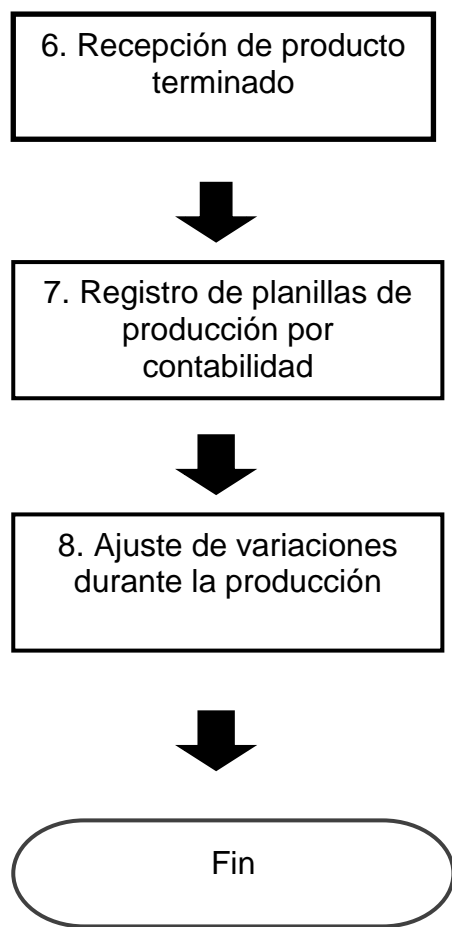 6. Recepción de producto
terminado
7. Registro de planillas de
producción por
contabilidad
8. Ajuste de variaciones
durante la producción
Fin